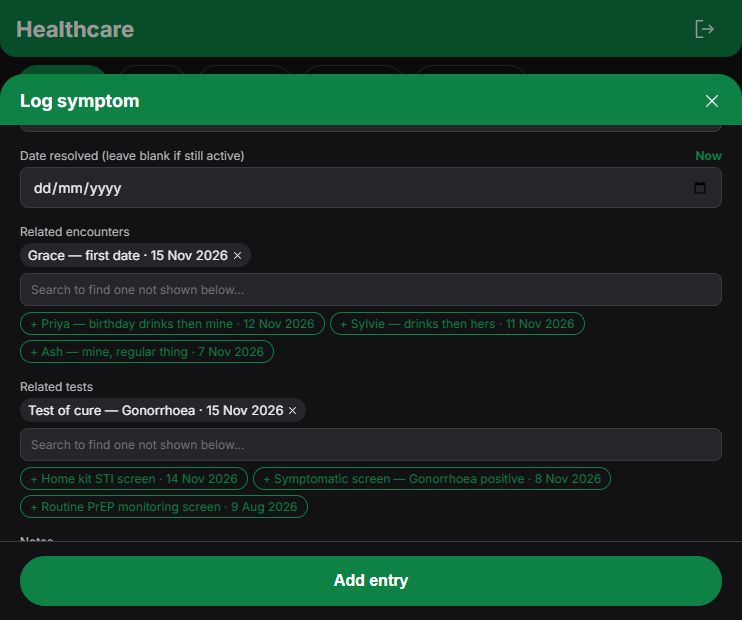 Healthcare
Log symptom
Date resolved (leave blank if still active)
Now
dd/mm/yyyy
Related encounters
Grace — first date · 15 Nov 2026 ×
Search to find one not shown below...
+ Priya — birthday drinks then mine · 12 Nov 2026
+ Sylvie — drinks then hers · 11 Nov 2026
+ Ash — mine, regular thing · 7 Nov 2026
Related tests
Test of cure — Gonorrhoea · 15 Nov 2026 ×
Search to find one not shown below...
+ Home kit STI screen · 14 Nov 2026
+ Symptomatic screen — Gonorrhoea positive · 8 Nov 2026
+ Routine PrEP monitoring screen · 9 Aug 2026
Notes
Add entry